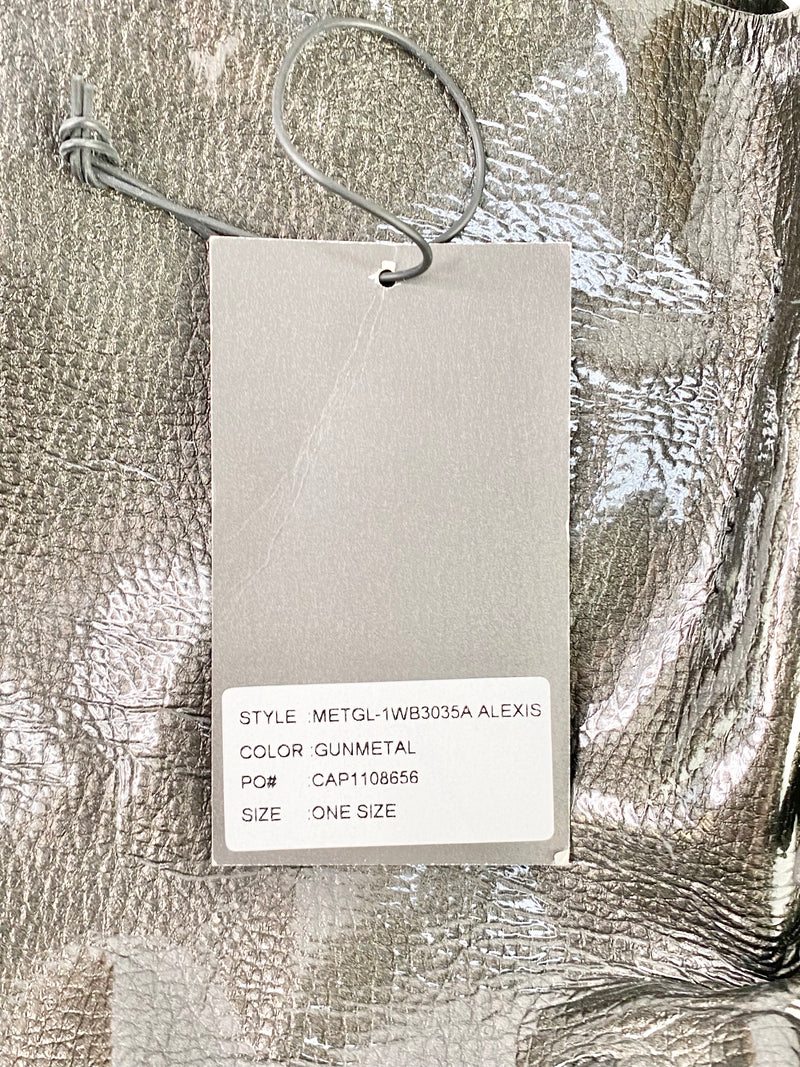 STYLE :METGL-1WB3035A ALEXIS
COLOR :GUNMETAL
PO# :CAP1108656
SIZE :ONE SIZE